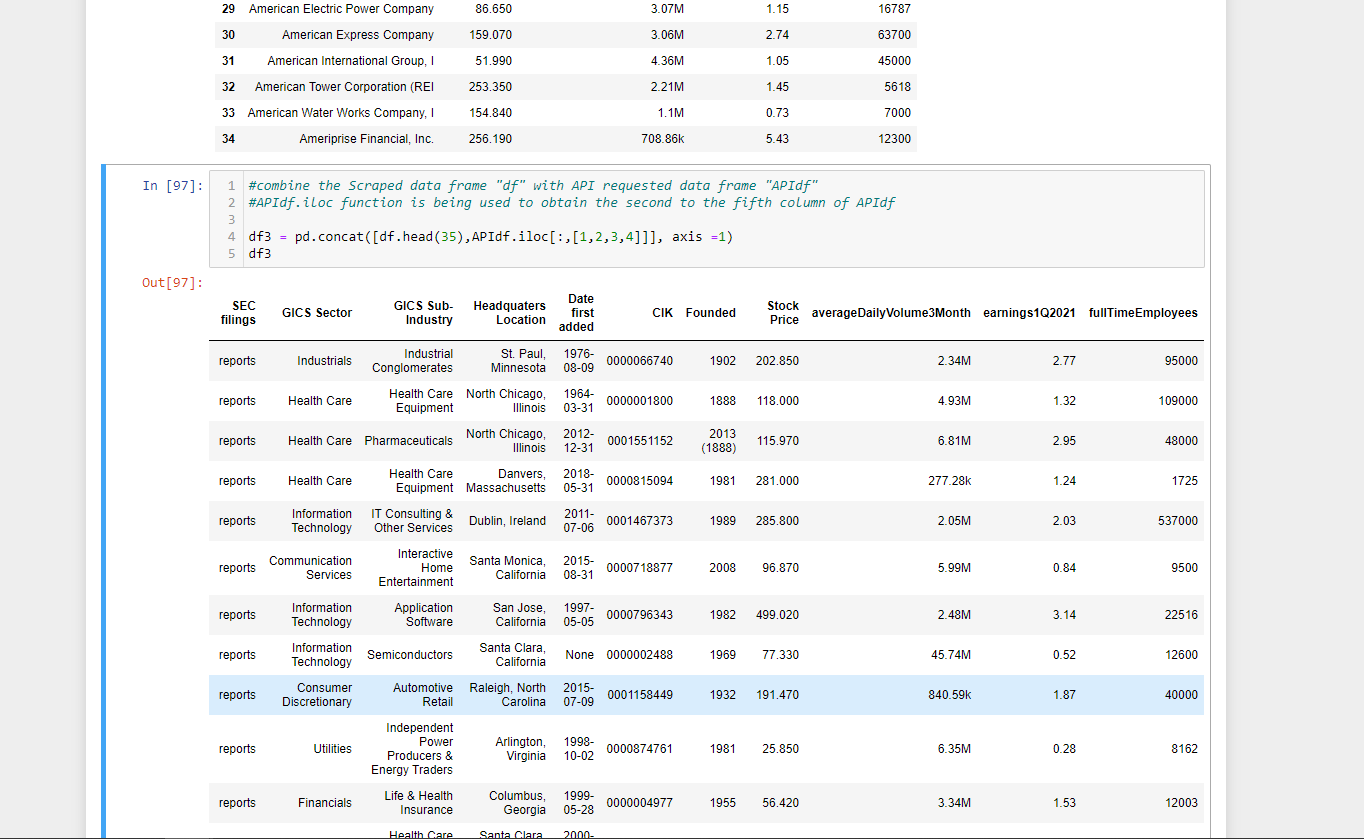 29 American Electric Power Company 86.650 3.07M 1.15 16787
30 American Express Company 159.070 3.06M 2.74 63700
31 American International Group, I 51.990 4.36M 1.05 45000
32 American Tower Corporation (REI 253.350 2.21M 1.45 5618
33 American Water Works Company, I 154.840 1.1M 0.73 7000
34 Ameriprise Financial, Inc. 256.190 708.86k 5.43 12300
In [97]:
1 #combine the Scraped data frame "df" with API requested data frame "APIdf"
2 #APIdf.iloc function is being used to obtain the second to the fifth column of APIdf
3
4 df3 = pd.concat([df.head(35),APIdf.iloc[:,[1,2,3,4]]], axis =1)
5 df3
Out[97]:
SEC filings GICS Sector GICS Sub-Industry Headquaters Location Date first added CIK Founded Stock Price averageDailyVolume3Month earnings1Q2021 fullTimeEmployees
reports Industrials Industrial Conglomerates St. Paul, Minnesota 1976-08-09 0000066740 1902 202.850 2.34M 2.77 95000
reports Health Care Health Care Equipment North Chicago, Illinois 1964-03-31 0000001800 1888 118.000 4.93M 1.32 109000
reports Health Care Pharmaceuticals North Chicago, Illinois 2012-12-31 0001551152 2013 (1888) 115.970 6.81M 2.95 48000
reports Health Care Health Care Equipment Danvers, Massachusetts 2018-05-31 0000815094 1981 281.000 277.28k 1.24 1725
reports Information Technology IT Consulting & Other Services Dublin, Ireland 2011-07-06 0001467373 1989 285.800 2.05M 2.03 537000
reports Communication Services Interactive Home Entertainment Santa Monica, California 2015-08-31 0000718877 2008 96.870 5.99M 0.84 9500
reports Information Technology Application Software San Jose, California 1997-05-05 0000796343 1982 499.020 2.48M 3.14 22516
reports Information Technology Semiconductors Santa Clara, California None 0000002488 1969 77.330 45.74M 0.52 12600
reports Consumer Discretionary Automotive Retail Raleigh, North Carolina 2015-07-09 0001158449 1932 191.470 840.59k 1.87 40000
reports Utilities Independent Power Producers & Energy Traders Arlington, Virginia 1998-10-02 0000874761 1981 25.850 6.35M 0.28 8162
reports Financials Life & Health Insurance Columbus, Georgia 1999-05-28 0000004977 1955 56.420 3.34M 1.53 12003
Health Care Santa Clara, 2000-